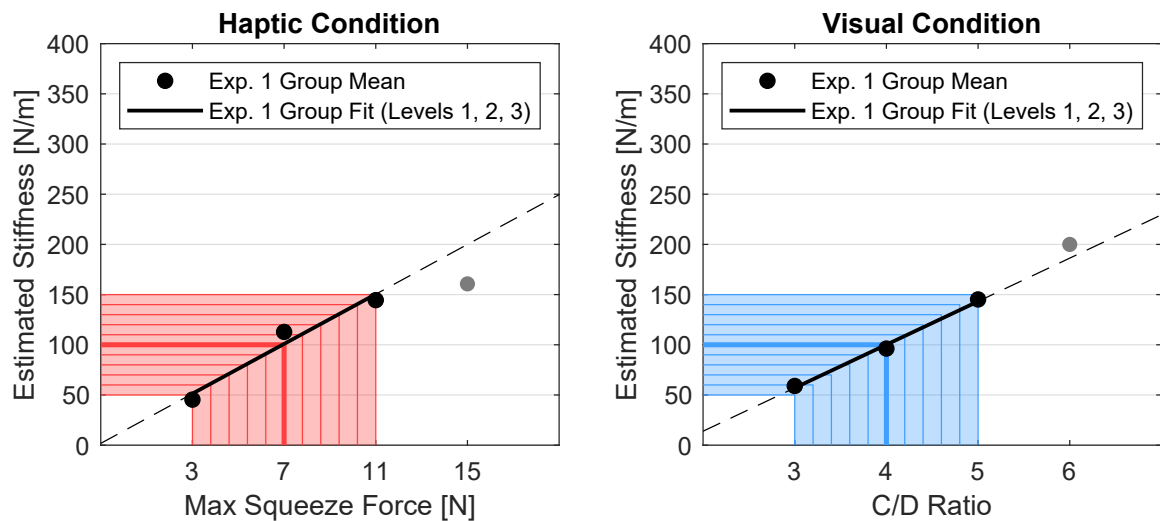 Haptic Condition
400
350
300
250
200
150
100
50
0
Estimated Stiffness [N/m]
Exp. 1 Group Mean
Exp. 1 Group Fit (Levels 1, 2, 3)
3 7 11 15
Max Squeeze Force [N]
Visual Condition
400
350
300
250
200
150
100
50
0
Estimated Stiffness [N/m]
Exp. 1 Group Mean
Exp. 1 Group Fit (Levels 1, 2, 3)
3 4 5 6
C/D Ratio